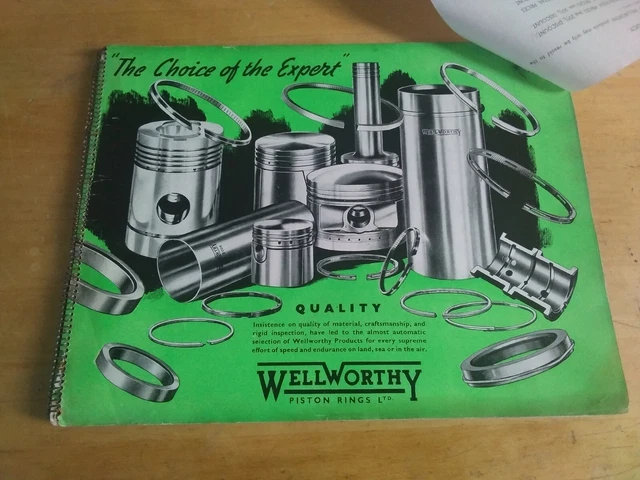 "The Choice of the Expert"
WELLWORTHY
QUALITY
Insistence on quality of material, craftsmanship, and
rigid inspection, have led to the almost automatic
selection of Wellworthy Products for every supreme
effort of speed and endurance on land, sea or in the air.
WELLWORTHY
PISTON RINGS LTD.